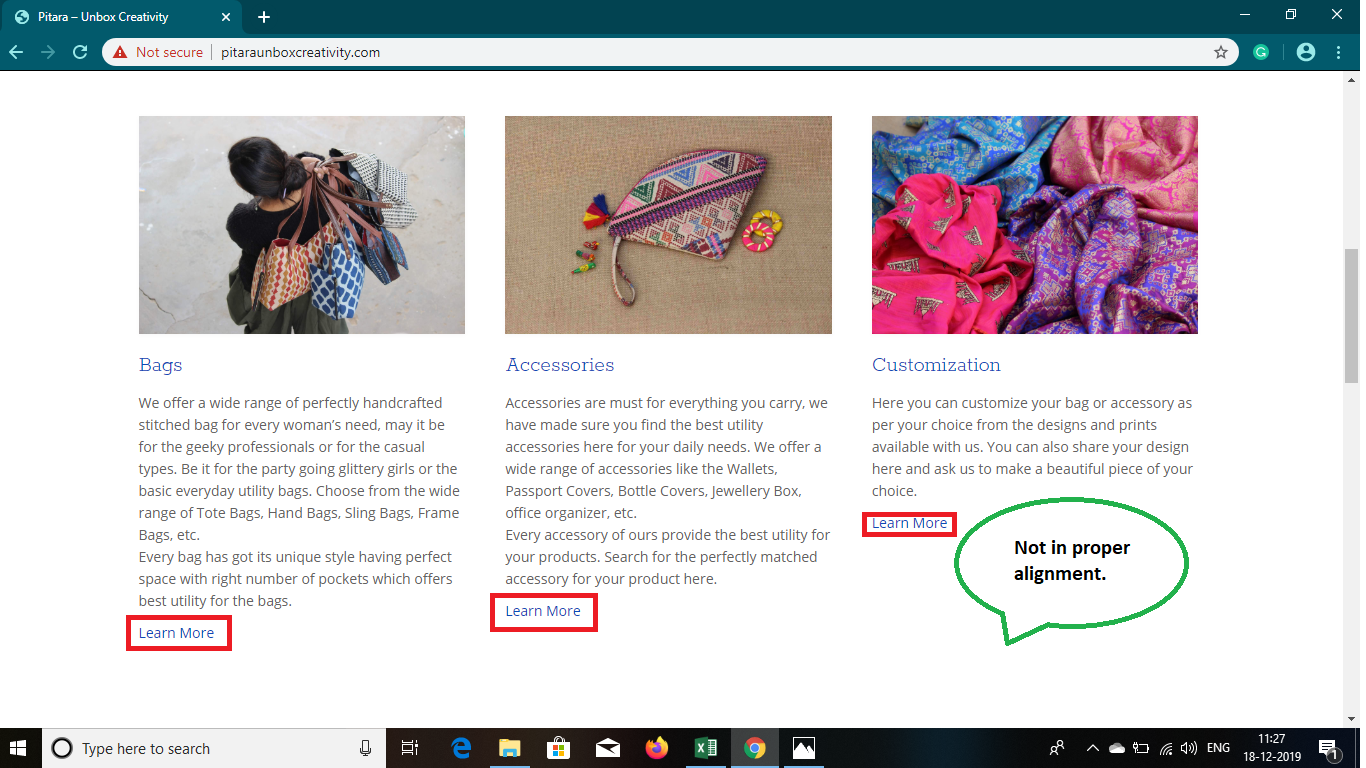 Pitara – Unbox Creativity
Not secure
pitaraunboxcreativity.com
Bags
We offer a wide range of perfectly handcrafted
stitched bag for every woman’s need, may it be
for the geeky professionals or for the casual
types. Be it for the party going glittery girls or the
basic everyday utility bags. Choose from the wide
range of Tote Bags, Hand Bags, Sling Bags, Frame
Bags, etc.
Every bag has got its unique style having perfect
space with right number of pockets which offers
best utility for the bags.
Learn More
Accessories
Accessories are must for everything you carry, we
have made sure you find the best utility
accessories here for your daily needs. We offer a
wide range of accessories like the Wallets,
Passport Covers, Bottle Covers, Jewellery Box,
office organizer, etc.
Every accessory of ours provide the best utility for
your products. Search for the perfectly matched
accessory for your product here.
Learn More
Customization
Here you can customize your bag or accessory as
per your choice from the designs and prints
available with us. You can also share your design
here and ask us to make a beautiful piece of your
choice.
Learn More
Not in proper
alignment.
Type here to search
ENG
11:27
18-12-2019
1